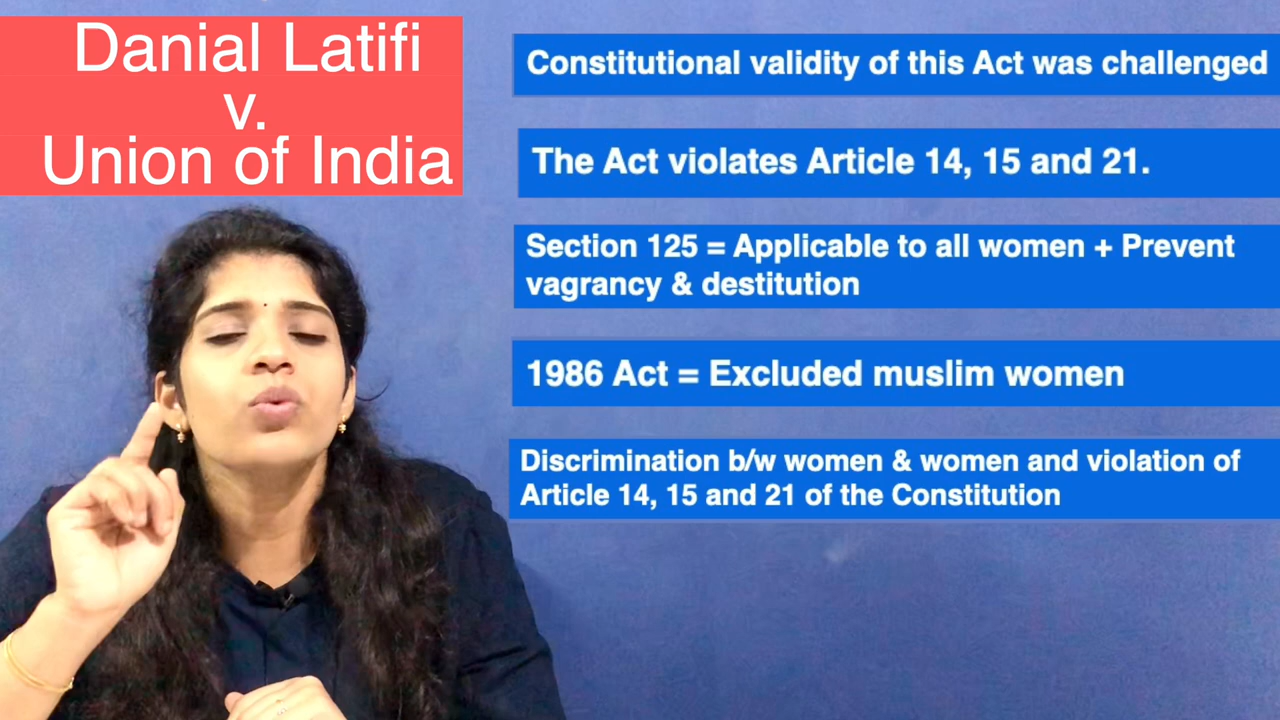 Danial Latifi
v.
Union of India
Constitutional validity of this Act was challenged
The Act violates Article 14, 15 and 21.
Section 125 = Applicable to all women + Prevent
vagrancy & destitution
1986 Act = Excluded muslim women
Discrimination b/w women & women and violation of
Article 14, 15 and 21 of the Constitution